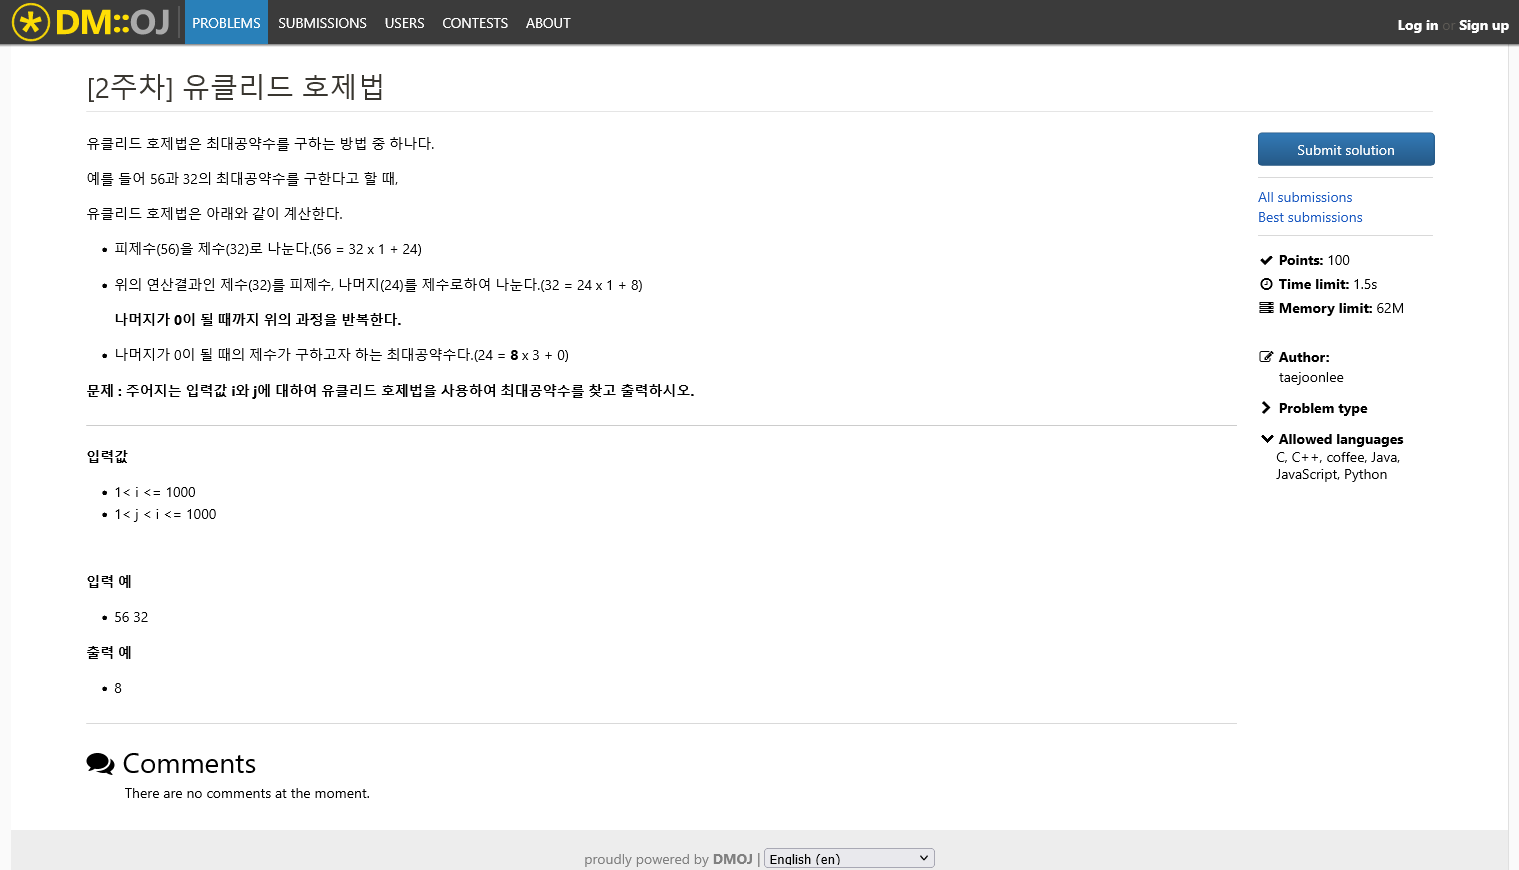 DM::OJ PROBLEMS SUBMISSIONS USERS CONTESTS ABOUT Log in or Sign up
[2주차] 유클리드 호제법
유클리드 호제법은 최대공약수를 구하는 방법 중 하나다.
예를 들어 56과 32의 최대공약수를 구한다고 할 때,
유클리드 호제법은 아래와 같이 계산한다.
• 피제수(56)을 제수(32)로 나눈다.(56 = 32 x 1 + 24)
• 위의 연산결과인 제수(32)를 피제수, 나머지(24)를 제수로하여 나눈다.(32 = 24 x 1 + 8)
나머지가 0이 될 때까지 위의 과정을 반복한다.
• 나머지가 0이 될 때의 제수가 구하고자 하는 최대공약수다.(24 = 8 x 3 + 0)
문제 : 주어지는 입력값 i와 j에 대하여 유클리드 호제법을 사용하여 최대공약수를 찾고 출력하시오.
입력값
• 1< i <= 1000
• 1< j < i <= 1000
입력 예
• 56 32
출력 예
• 8
Submit solution
All submissions
Best submissions
Points: 100
Time limit: 1.5s
Memory limit: 62M
Author:
taejoonlee
Problem type
Allowed languages
C, C++, coffee, Java,
JavaScript, Python
Comments
There are no comments at the moment.
proudly powered by DMOJ | English (en)